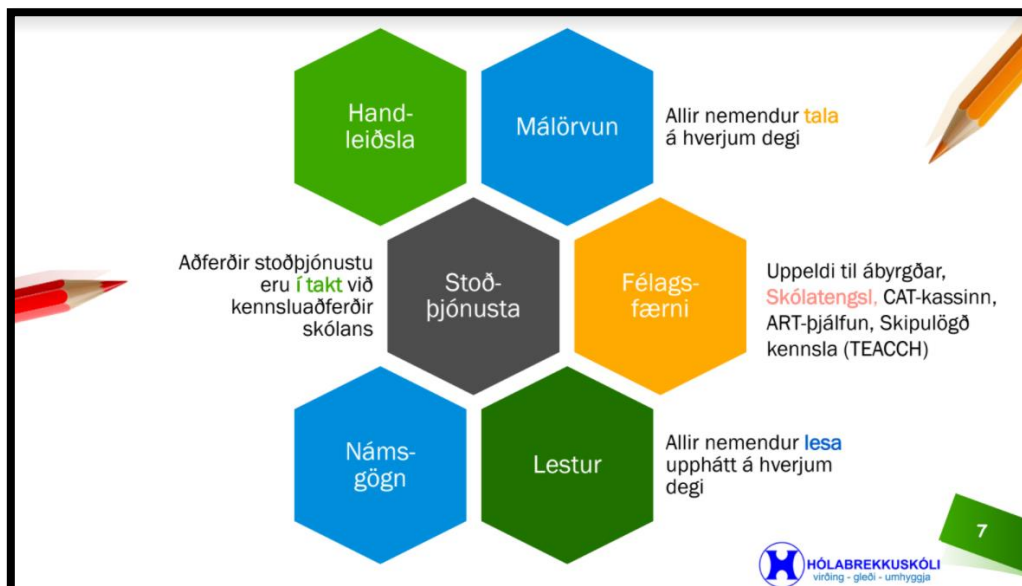 Hand-
leiðsla
Málörvun
Allir nemendur tala
á hverjum degi
Aðferðir stoðþjónustu
eru í takt við
kennsluaðferðir
skólans
Stoð-
þjónusta
Félags-
færni
Uppeldi til ábyrgðar,
Skólatengsl, CAT-kassinn,
ART-þjálfun, Skipulögð
kennsla (TEACCH)
Náms-
gögn
Lestur
Allir nemendur lesa
upphátt á hverjum
degi
7
HÓLABREKKUSKÓLI
virðing - gleði - umhyggja